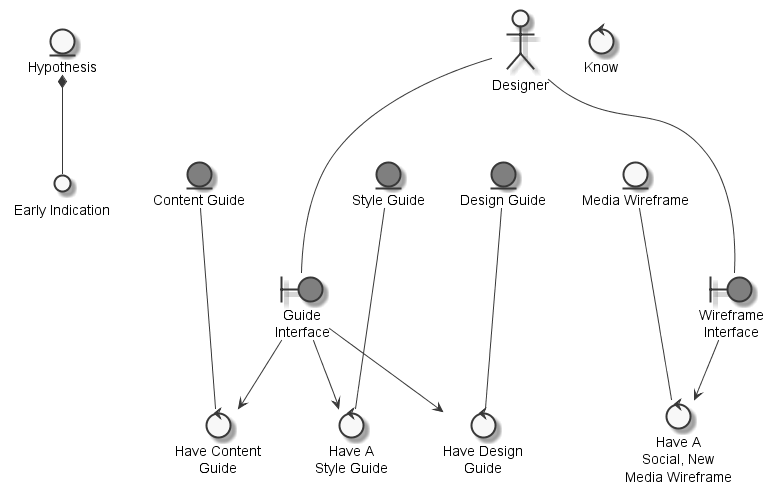 Hypothesis
Designer
Know
Early Indication
Content Guide
Style Guide
Design Guide
Media Wireframe
Guide
Interface
Wireframe
Interface
Have Content
Guide
Have A
Style Guide
Have Design
Guide
Have A
Social, New
Media Wireframe